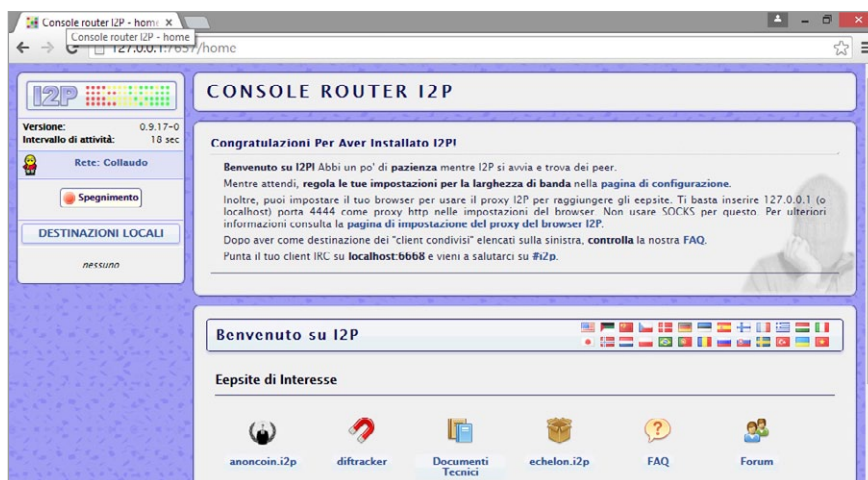 Console router I2P - home
Console router I2P - home
127.0.0.1:7657/home
I2P
CONSOLE ROUTER I2P
Versione: 0.9.17-0
Intervallo di attività: 18 sec
Rete: Collaudo
Spegnimento
DESTINAZIONI LOCALI
nessuno
Congratulazioni Per Aver Installato I2P!
Benvenuto su I2P! Abbi un po' di pazienza mentre I2P si avvia e trova dei peer.
Mentre attendi, regola le tue impostazioni per la larghezza di banda nella pagina di configurazione.
Inoltre, puoi impostare il tuo browser per usare il proxy I2P per raggiungere gli eepsite. Ti basta inserire 127.0.0.1 (o
localhost) porta 4444 come proxy http nelle impostazioni del browser. Non usare SOCKS per questo. Per ulteriori
informazioni consulta la pagina di impostazione del proxy del browser I2P.
Dopo aver come destinazione dei "client condivisi" elencati sulla sinistra, controlla la nostra FAQ.
Punta il tuo client IRC su localhost:6668 e vieni a salutarci su #i2p.
Benvenuto su I2P
Eepsite di Interesse
anoncoin.i2p
diftracker
Documenti
Tecnici
echelon.i2p
FAQ
Forum